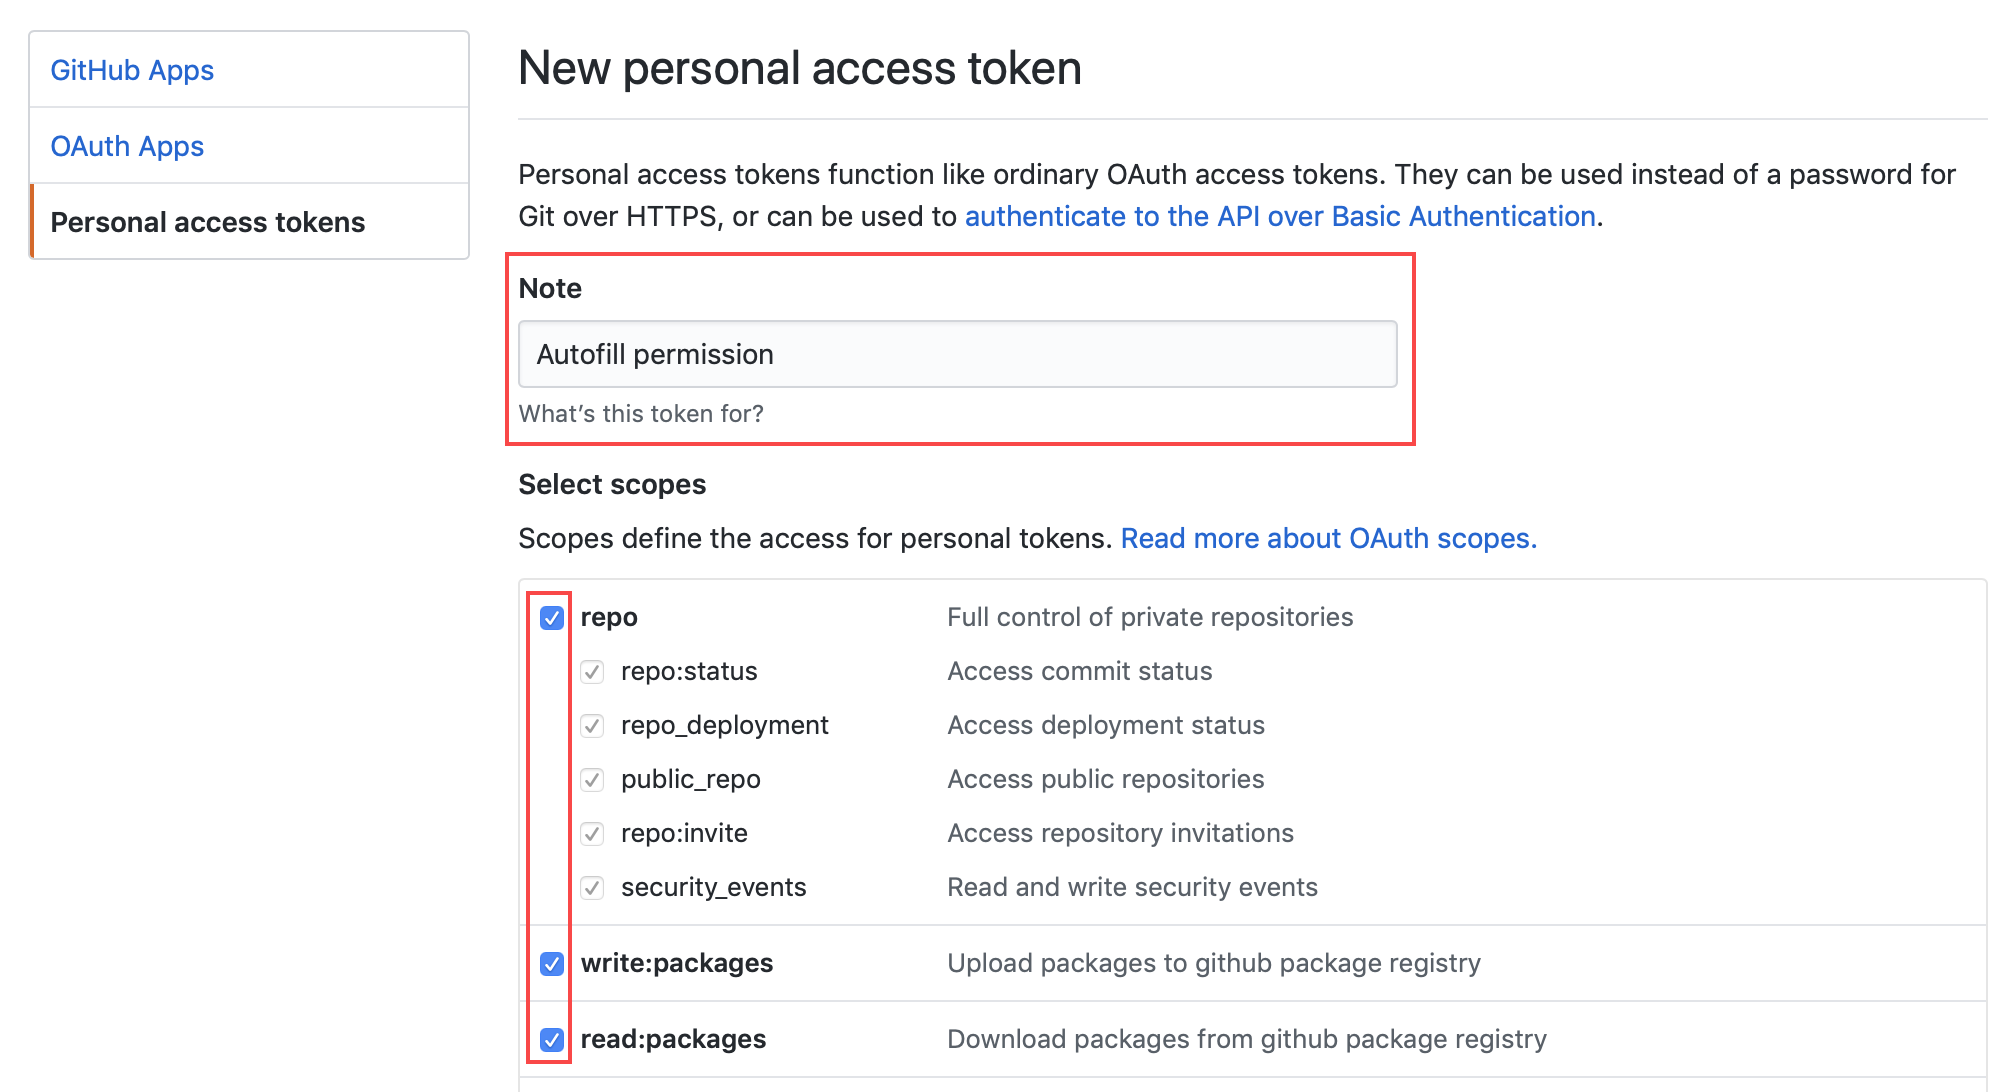 GitHub Apps
OAuth Apps
Personal access tokens
New personal access token
Personal access tokens function like ordinary OAuth access tokens. They can be used instead of a password for
Git over HTTPS, or can be used to authenticate to the API over Basic Authentication.
Note
Autofill permission
What's this token for?
Select scopes
Scopes define the access for personal tokens. Read more about OAuth scopes.
repo Full control of private repositories
repo:status Access commit status
repo_deployment Access deployment status
public_repo Access public repositories
repo:invite Access repository invitations
security_events Read and write security events
write:packages Upload packages to github package registry
read:packages Download packages from github package registry